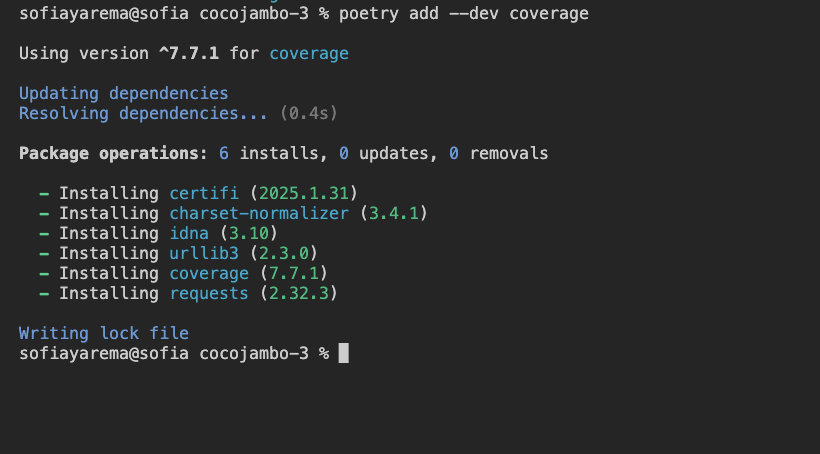 sofiayarema@sofia cocojambo-3 % poetry add --dev coverage
Using version ^7.7.1 for coverage
Updating dependencies
Resolving dependencies... (0.4s)
Package operations: 6 installs, 0 updates, 0 removals
- Installing certifi (2025.1.31)
- Installing charset-normalizer (3.4.1)
- Installing idna (3.10)
- Installing urllib3 (2.3.0)
- Installing coverage (7.7.1)
- Installing requests (2.32.3)
Writing lock file
sofiayarema@sofia cocojambo-3 %